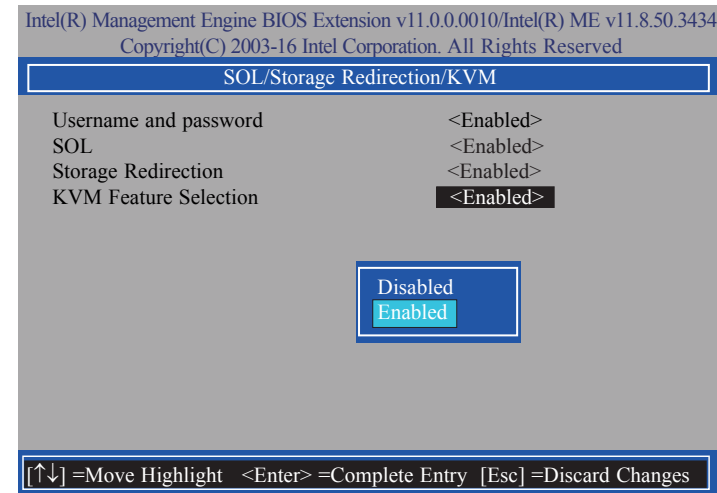 Intel(R) Management Engine BIOS Extension v11.0.0.0010/Intel(R) ME v11.8.50.3434
Copyright(C) 2003-16 Intel Corporation. All Rights Reserved
SOL/Storage Redirection/KVM
Username and password <Enabled>
SOL <Enabled>
Storage Redirection <Enabled>
KVM Feature Selection <Enabled>
Disabled
Enabled
[↑↓] =Move Highlight <Enter> =Complete Entry [Esc] =Discard Changes